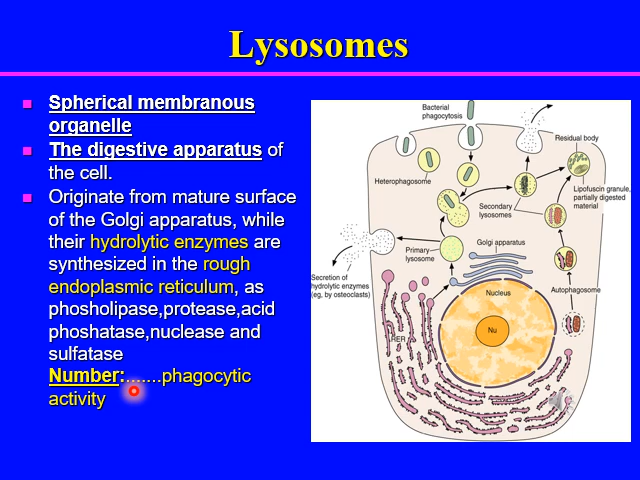 Lysosomes
Spherical membranous
organelle
The digestive apparatus of
the cell.
Originate from mature surface
of the Golgi apparatus, while
their hydrolytic enzymes are
synthesized in the rough
endoplasmic reticulum, as
phosholipase,protease,acid
phoshatase,nuclease and
sulfatase
Number:.......phagocytic
activity
Bacterial
phagocytosis
Residual body
Heterophagosome
Lipofuscin granule,
partially digested
material
Secondary
lysosomes
Golgi apparatus
Primary
lysosome
Secretion of
hydrolytic enzymes
(eg, by osteoclasts)
Nucleus
Autophagosome
Nu
RER